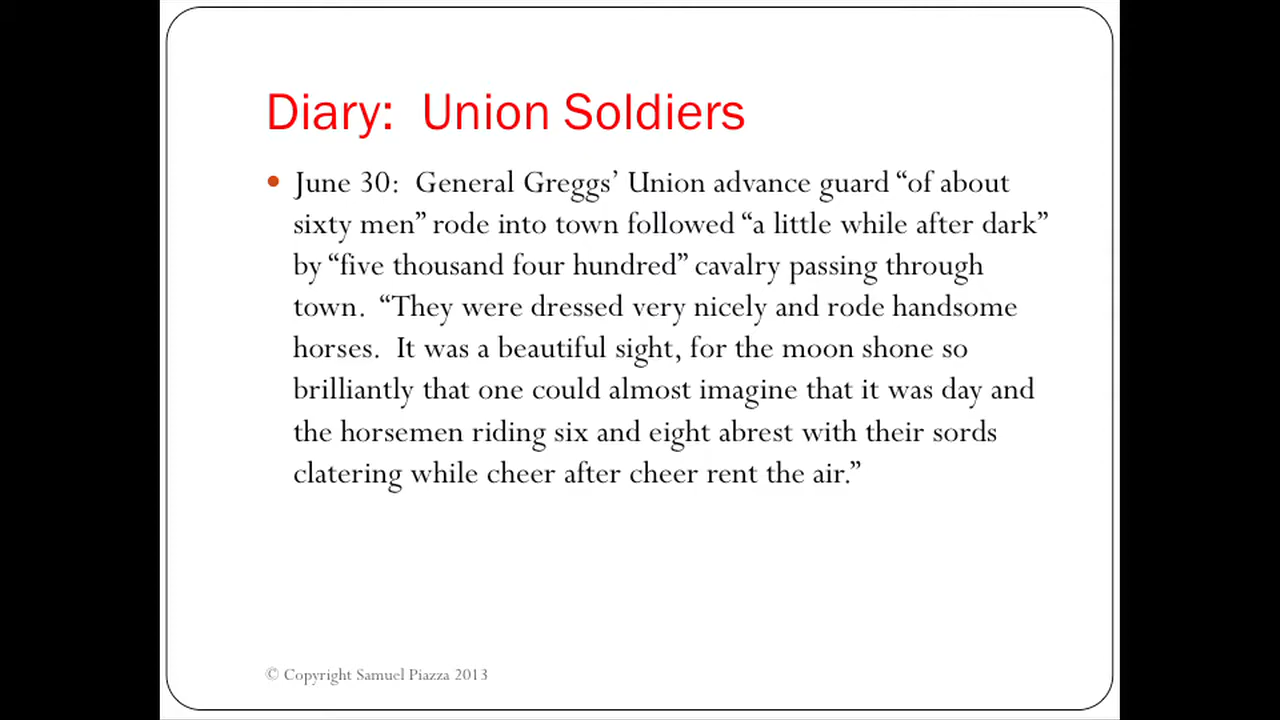 Diary: Union Soldiers
• June 30: General Greggs’ Union advance guard “of about
sixty men” rode into town followed “a little while after dark”
by “five thousand four hundred” cavalry passing through
town. “They were dressed very nicely and rode handsome
horses. It was a beautiful sight, for the moon shone so
brilliantly that one could almost imagine that it was day and
the horsemen riding six and eight abrest with their sords
clatering while cheer after cheer rent the air.”
© Copyright Samuel Piazza 2013